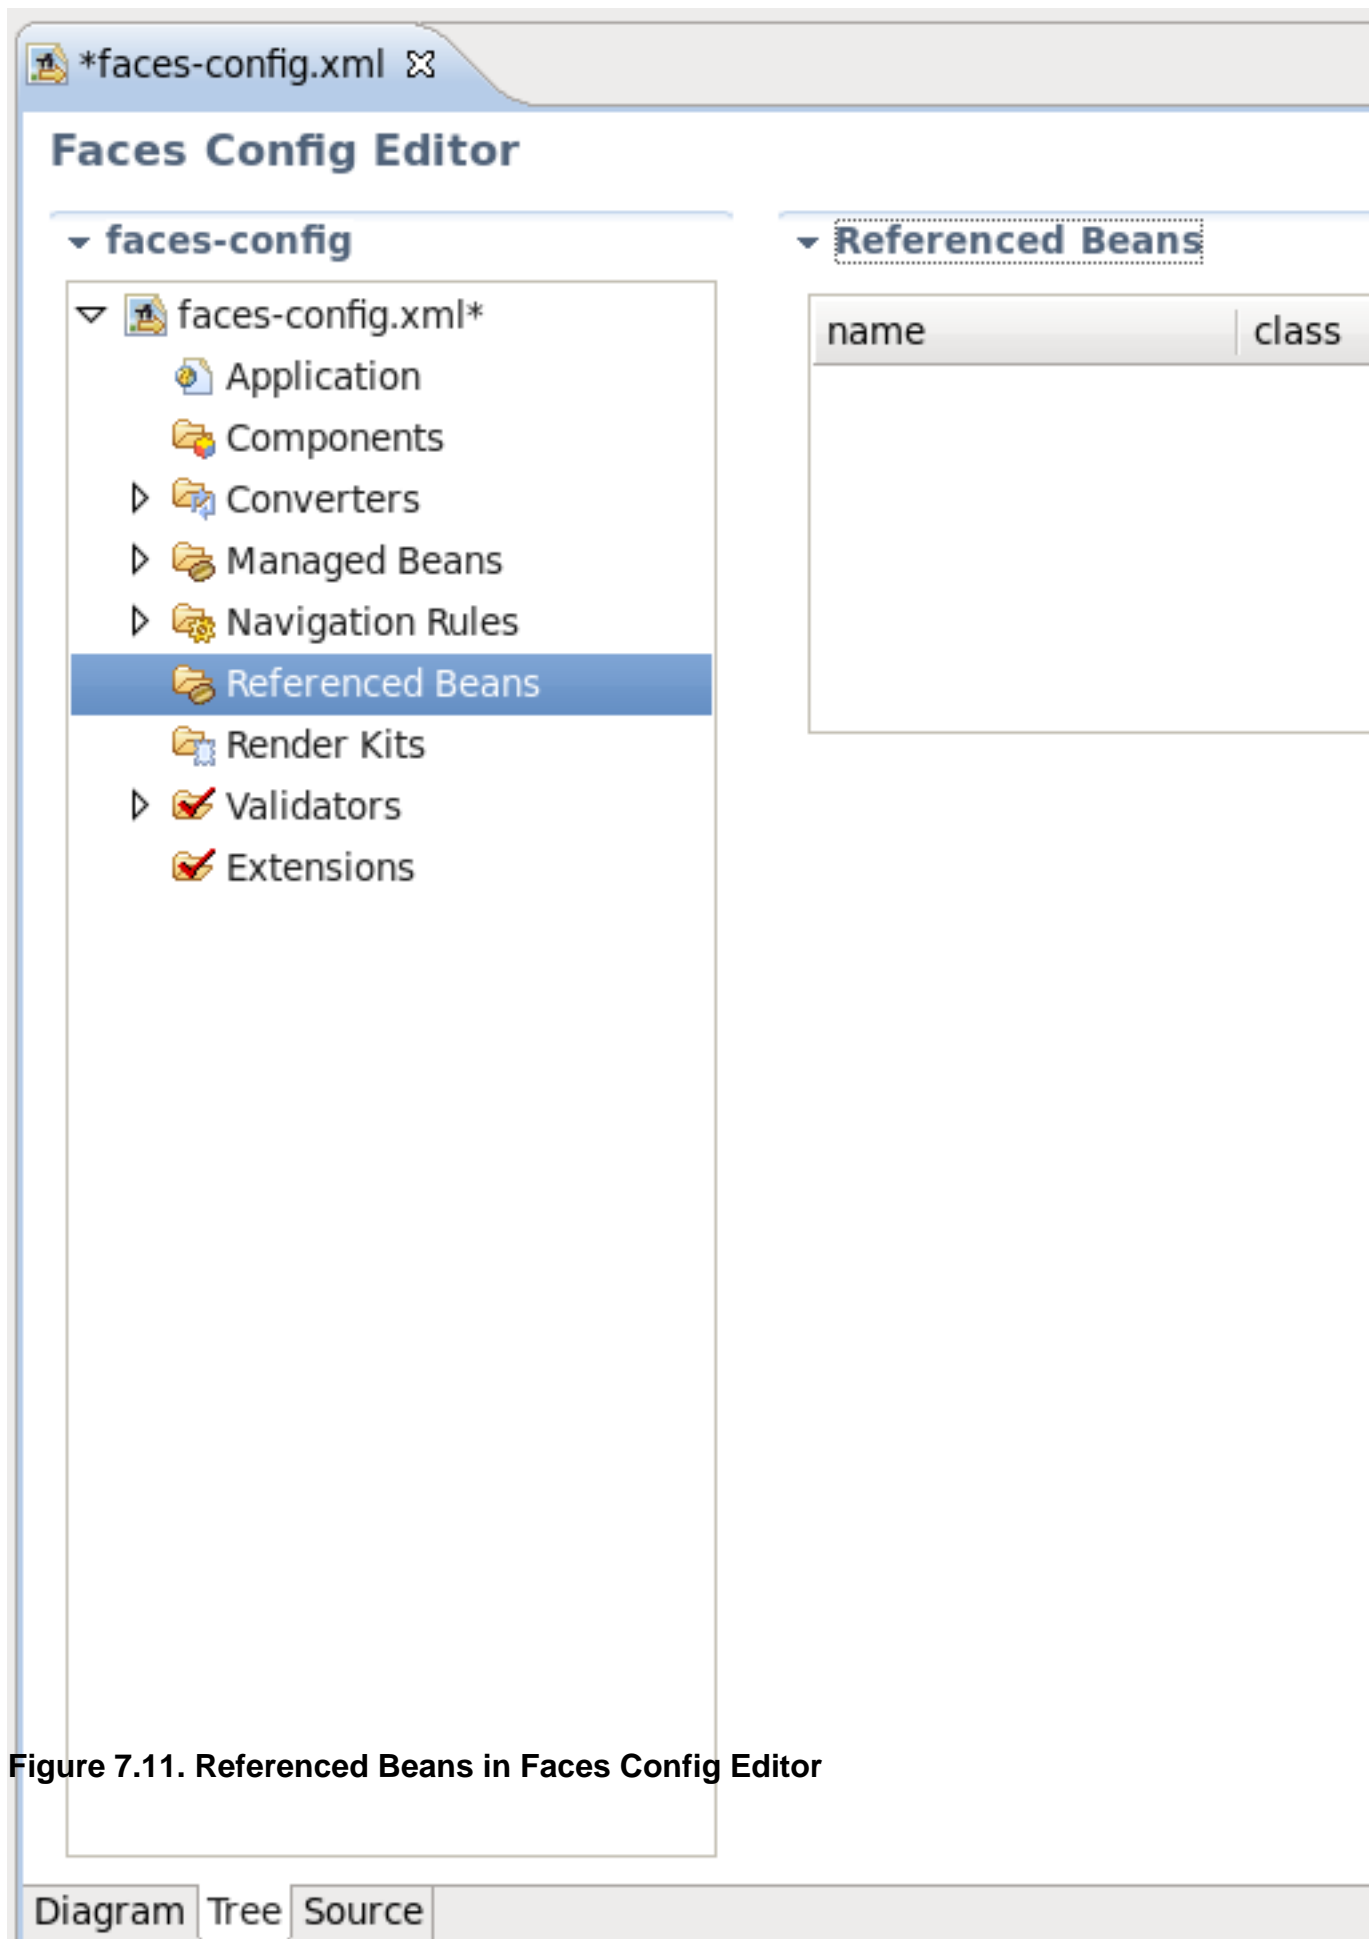 *faces-config.xml
Faces Config Editor
faces-config
faces-config.xml*
Application
Components
Converters
Managed Beans
Navigation Rules
Referenced Beans
Render Kits
Validators
Extensions
Referenced Beans
name class
Figure 7.11. Referenced Beans in Faces Config Editor
Diagram Tree Source